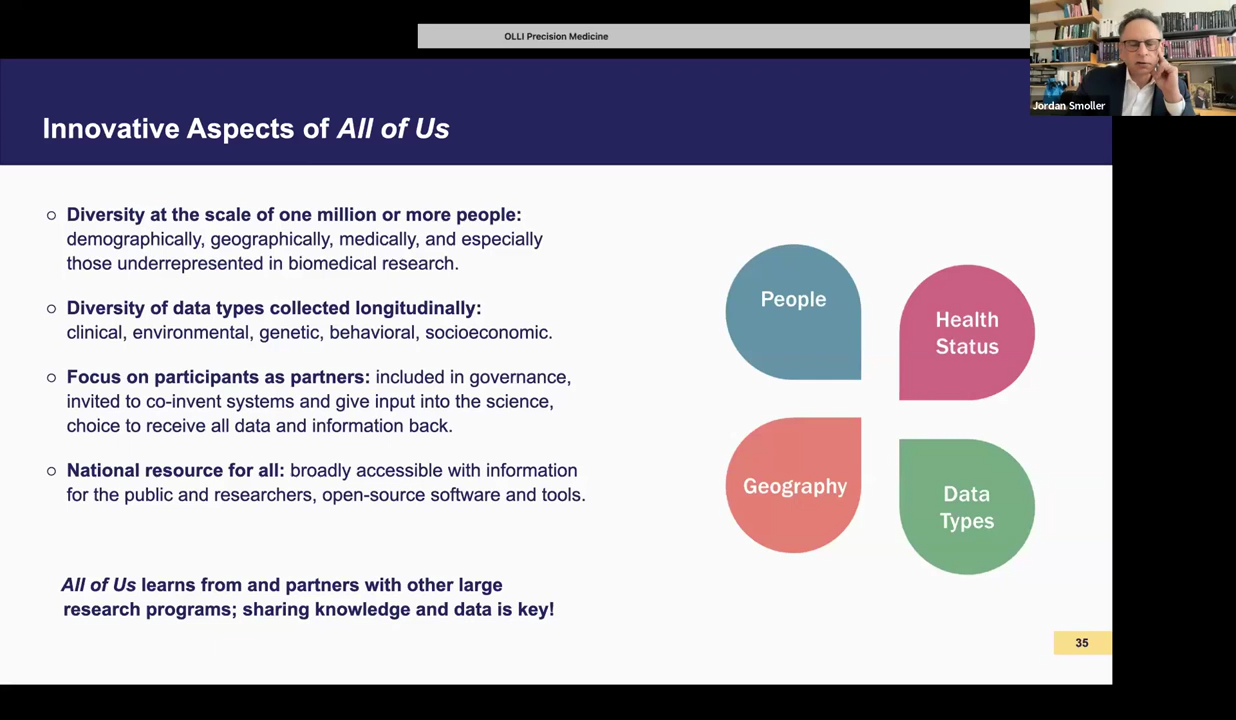 OLLI Precision Medicine
Jordan Smoller
Innovative Aspects of All of Us
○ Diversity at the scale of one million or more people:
demographically, geographically, medically, and especially
those underrepresented in biomedical research.
○ Diversity of data types collected longitudinally:
clinical, environmental, genetic, behavioral, socioeconomic.
○ Focus on participants as partners: included in governance,
invited to co-invent systems and give input into the science,
choice to receive all data and information back.
○ National resource for all: broadly accessible with information
for the public and researchers, open-source software and tools.
All of Us learns from and partners with other large
research programs; sharing knowledge and data is key!
People
Health
Status
Geography
Data
Types
35